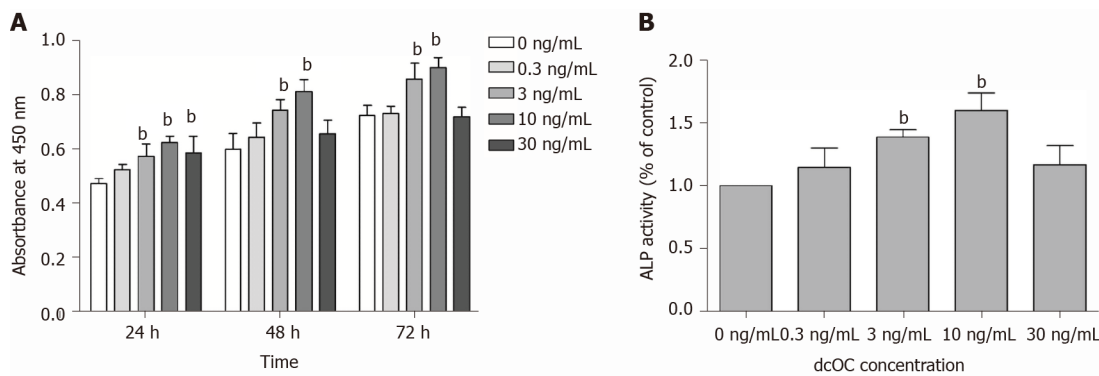 A
1.0
0.8
0.6
0.4
0.2
0.0
Absortbance at 450 nm
b b b
b b
b b
24 h 48 h 72 h
Time
0 ng/mL
0.3 ng/mL
3 ng/mL
10 ng/mL
30 ng/mL
B
2.0
1.5
1.0
0.5
0.0
ALP activity (% of control)
b
b
0 ng/mL 0.3 ng/mL 3 ng/mL 10 ng/mL 30 ng/mL
dcOC concentration